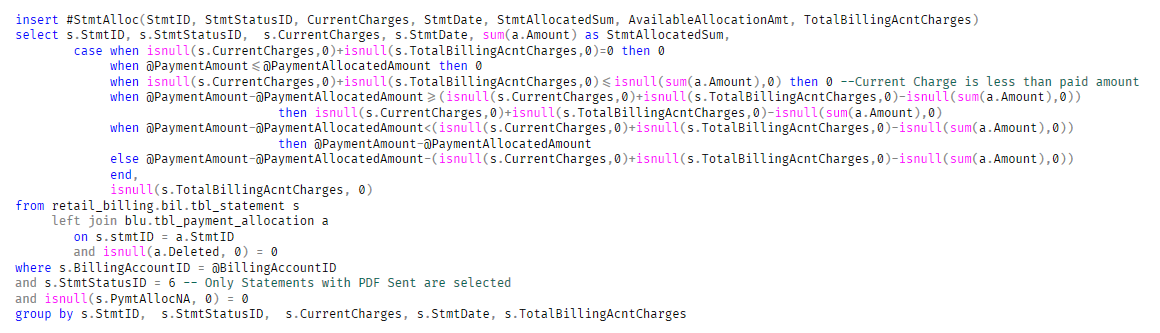 insert #StmtAlloc(StmtID, StmtStatusID, CurrentCharges, StmtDate, StmtAllocatedSum, AvailableAllocationAmt, TotalBillingAcntCharges)
select s.StmtID, s.StmtStatusID,  s.CurrentCharges, s.StmtDate, sum(a.Amount) as StmtAllocatedSum,
        case when isnull(s.CurrentCharges,0)+isnull(s.TotalBillingAcntCharges,0)=0 then 0
             when @PaymentAmount≤@PaymentAllocatedAmount then 0
             when isnull(s.CurrentCharges,0)+isnull(s.TotalBillingAcntCharges,0)≤isnull(sum(a.Amount),0) then 0 --Current Charge is less than paid amount
             when @PaymentAmount-@PaymentAllocatedAmount≥(isnull(s.CurrentCharges,0)+isnull(s.TotalBillingAcntCharges,0)-isnull(sum(a.Amount),0))
                                    then isnull(s.CurrentCharges,0)+isnull(s.TotalBillingAcntCharges,0)-isnull(sum(a.Amount),0)
             when @PaymentAmount-@PaymentAllocatedAmount<(isnull(s.CurrentCharges,0)+isnull(s.TotalBillingAcntCharges,0)-isnull(sum(a.Amount),0))
                                    then @PaymentAmount-@PaymentAllocatedAmount
             else @PaymentAmount-@PaymentAllocatedAmount-(isnull(s.CurrentCharges,0)+isnull(s.TotalBillingAcntCharges,0)-isnull(sum(a.Amount),0))
             end,
             isnull(s.TotalBillingAcntCharges, 0)
from retail_billing.bil.tbl_statement s
     left join blu.tbl_payment_allocation a
        on s.stmtID = a.StmtID
        and isnull(a.Deleted, 0) = 0
where s.BillingAccountID = @BillingAccountID
and s.StmtStatusID = 6 -- Only Statements with PDF Sent are selected
and isnull(s.PymtAllocNA, 0) = 0
group by s.StmtID,  s.StmtStatusID,  s.CurrentCharges, s.StmtDate, s.TotalBillingAcntCharges